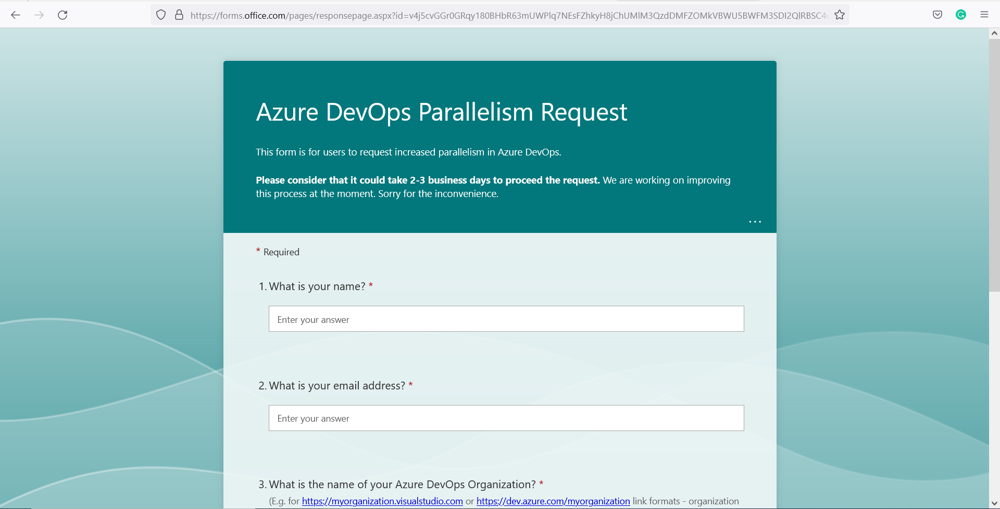 https://forms.office.com/pages/responsepage.aspx?id=v4j5cvGGr0GRqy180BHbR63mUWPlq7NEsFZhkyH8jChUMlM3QzdDMFZOMkVBWU5BWFM3SDI2QlRBSC4u
Azure DevOps Parallelism Request
This form is for users to request increased parallelism in Azure DevOps.
Please consider that it could take 2-3 business days to proceed the request. We are working on improving
this process at the moment. Sorry for the inconvenience.
...
* Required
1. What is your name? *
Enter your answer
2. What is your email address? *
Enter your answer
3. What is the name of your Azure DevOps Organization? *
(E.g. for https://myorganization.visualstudio.com or https://dev.azure.com/myorganization link formats - organization